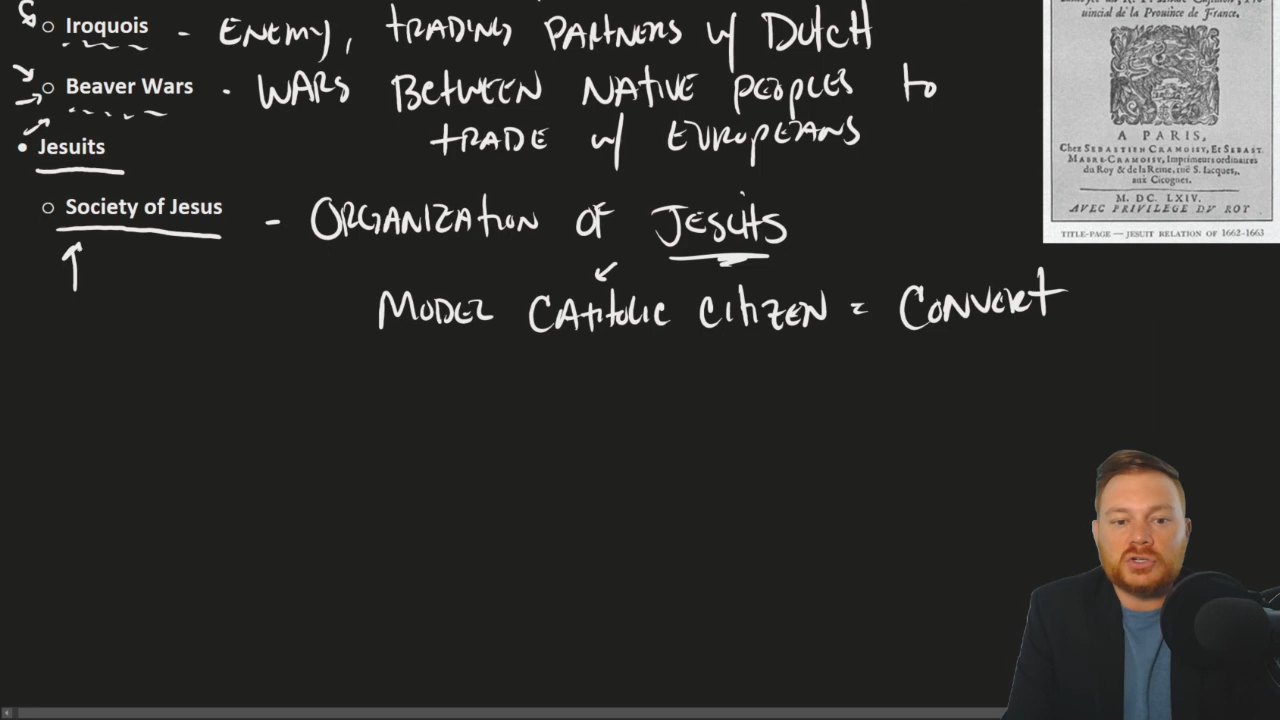 Iroquois - ENEMY, TRADING PARTNERS w/ DUTCH
Beaver Wars - WARS BETWEEN NATIVE PEOPLES to
TRADE w/ EUROPEANS
Jesuits
Society of Jesus - ORGANIZATION OF JESUITS
MODEL CATHOLIC CITIZEN = CONVERT
uincial de la Prouince de France.
A PARIS,
Chez SEBASTIEN CRAMOISY, Et SEBAST.
MABRE-CRAMOISY, Imprimeurs ordinaires
du Roy & de la Reine, ruë S. Iacques,
aux Cicognes.
M. DC. LXIV.
AVEC PRIVILEGE DV ROY
TITLE-PAGE — JESUIT RELATION OF 1662-1663